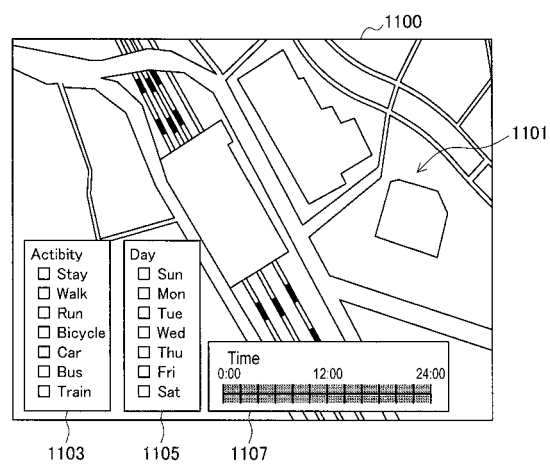 1100
1101
Actibity
Stay
Walk
Run
Bicycle
Car
Bus
Train
Day
Sun
Mon
Tue
Wed
Thu
Fri
Sat
Time
0:00 12:00 24:00
1103 1105 1107